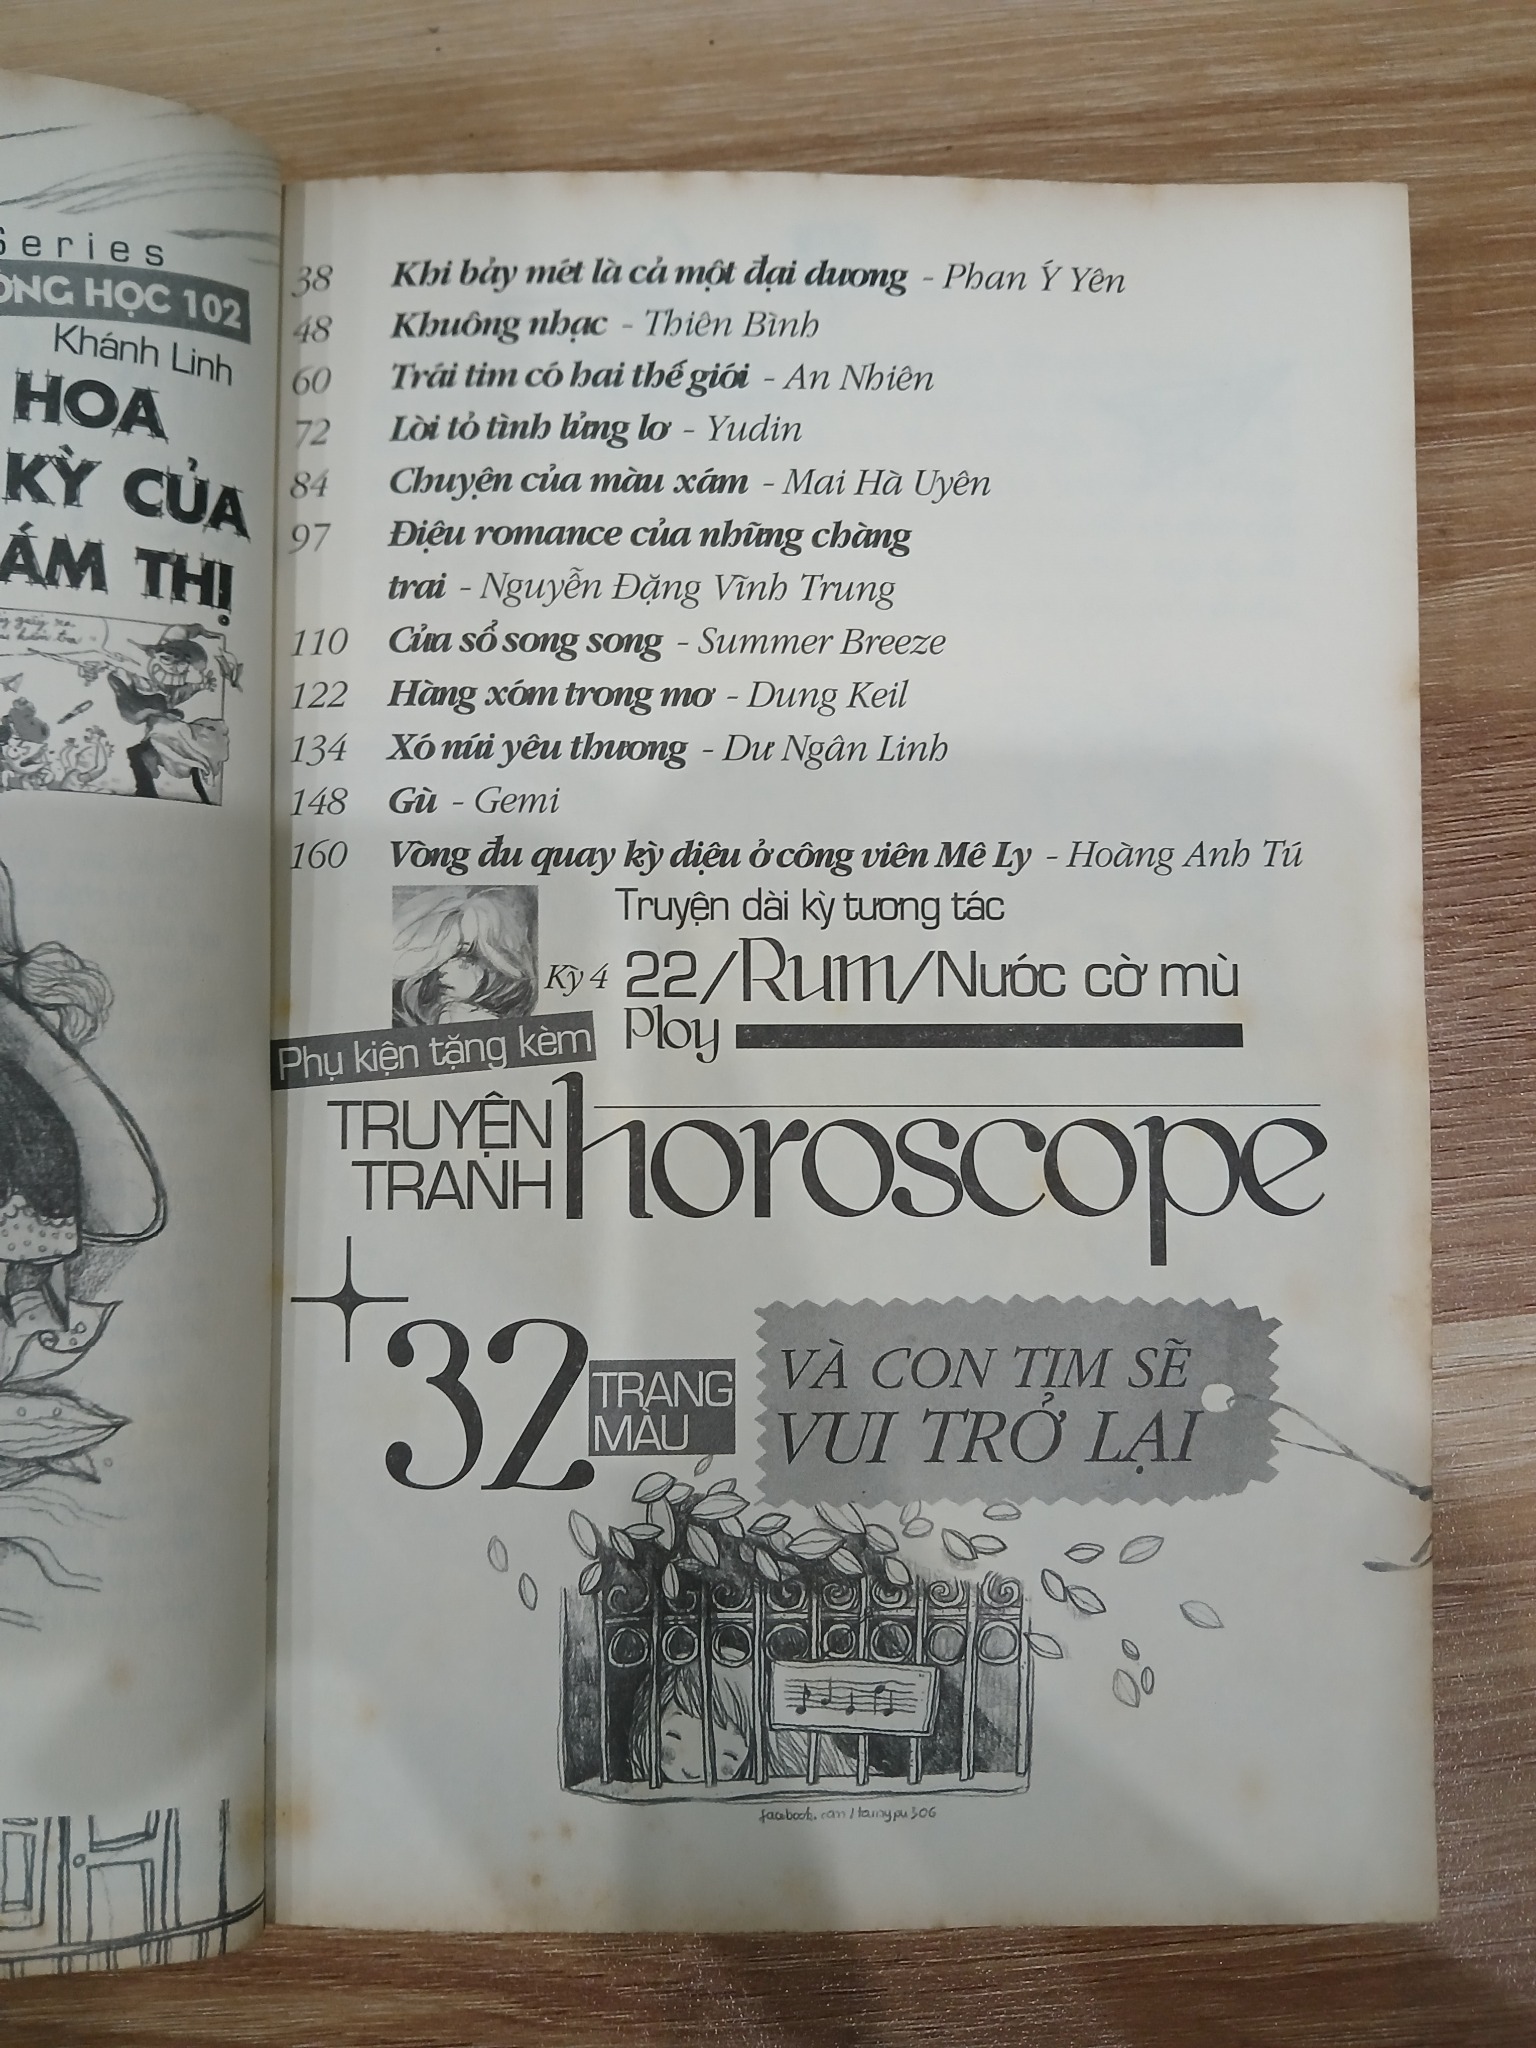 Series
ỜNG HỌC 102
Khánh Linh
HOA
KỲ CỦA
ÁM THỊ
38 Khi bảy mét là cả một đại dương - Phan Ý Yên
48 Khuông nhạc - Thiên Bình
60 Trái tim có hai thế giới - An Nhiên
72 Lời tỏ tình lửng lơ - Yudin
84 Chuyện của màu xám - Mai Hà Uyên
97 Điệu romance của những chàng
trai - Nguyễn Đặng Vĩnh Trung
110 Cửa sổ song song - Summer Breeze
122 Hàng xóm trong mơ - Dung Keil
134 Xó núi yêu thương - Dư Ngân Linh
148 Gù - Gemi
160 Vòng đu quay kỳ diệu ở công viên Mê Ly - Hoàng Anh Tú
Truyện dài kỳ tương tác
Kỳ 4 22/Rum/Nước cờ mù
Ploy
Phụ kiện tặng kèm
TRUYỆN
TRANH horoscope
32 TRANG
MÀU
VÀ CON TIM SẼ
VUI TRỞ LẠI